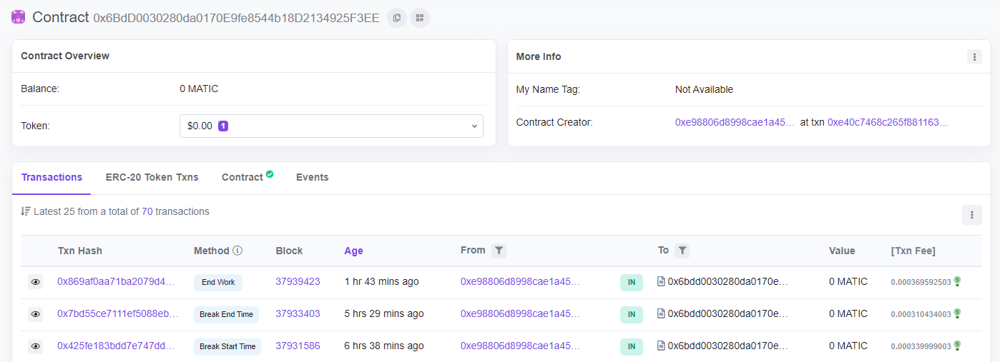 Contract 0x6BdD0030280da0170E9fe8544b18D2134925F3EE
Contract Overview
Balance: 0 MATIC
Token: $0.00 1
More Info
My Name Tag: Not Available
Contract Creator: 0xe98806d8998cae1a45... at txn 0xe40c7468c265f881163...
Transactions ERC-20 Token Txns Contract Events
Latest 25 from a total of 70 transactions
Txn Hash Method Block Age From To Value [Txn Fee]
0x869af0aa71ba2079d4... End Work 37939423 1 hr 43 mins ago 0xe98806d8998cae1a45... IN 0x6bdd0030280da0170e... 0 MATIC 0.000369592503
0x7bd55ce7111ef5088eb... Break End Time 37933403 5 hrs 29 mins ago 0xe98806d8998cae1a45... IN 0x6bdd0030280da0170e... 0 MATIC 0.000310434003
0x425fe183bdd7e747dd... Break Start Time 37931586 6 hrs 38 mins ago 0xe98806d8998cae1a45... IN 0x6bdd0030280da0170e... 0 MATIC 0.000339999003